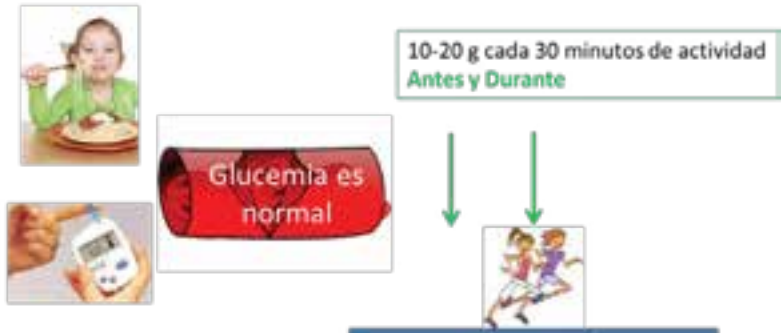 10-20 g cada 30 minutos de actividad
Antes y Durante
Glucemia es
normal